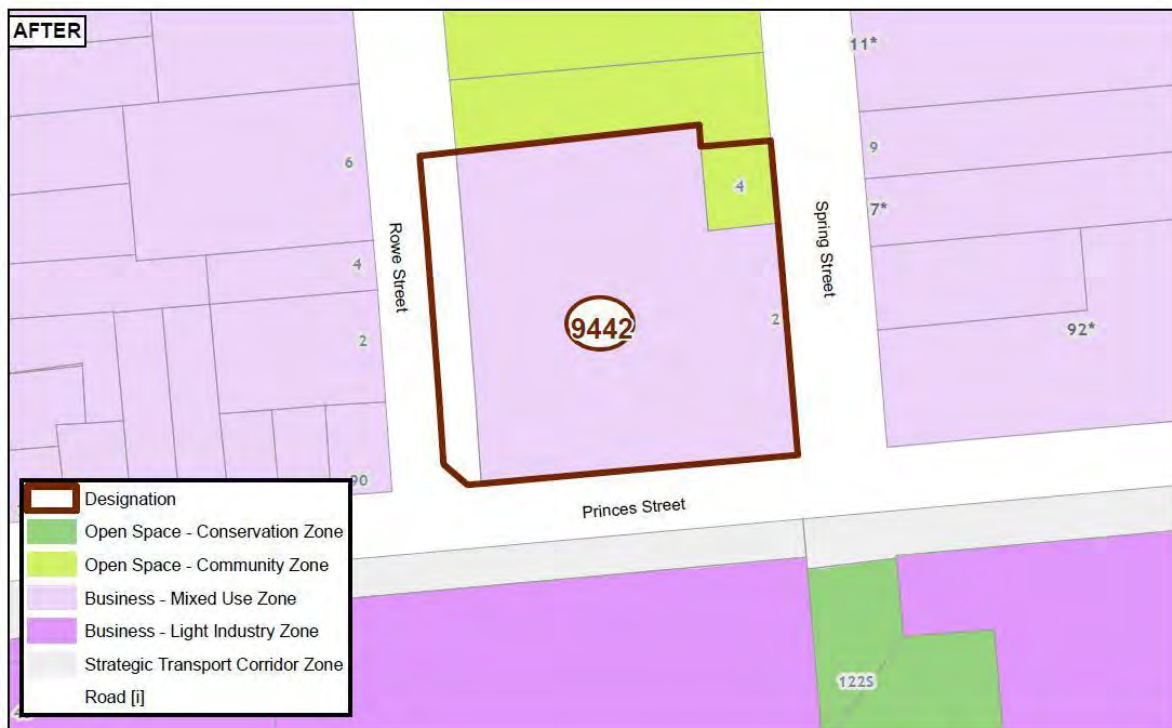 AFTER
11*
6
9
4
7*
Rowe Street
Spring Street
4
9442
2
2
92*
90
Princes Street
Designation
Open Space - Conservation Zone
Open Space - Community Zone
Business - Mixed Use Zone
Business - Light Industry Zone
Strategic Transport Corridor Zone
Road [i]
122S